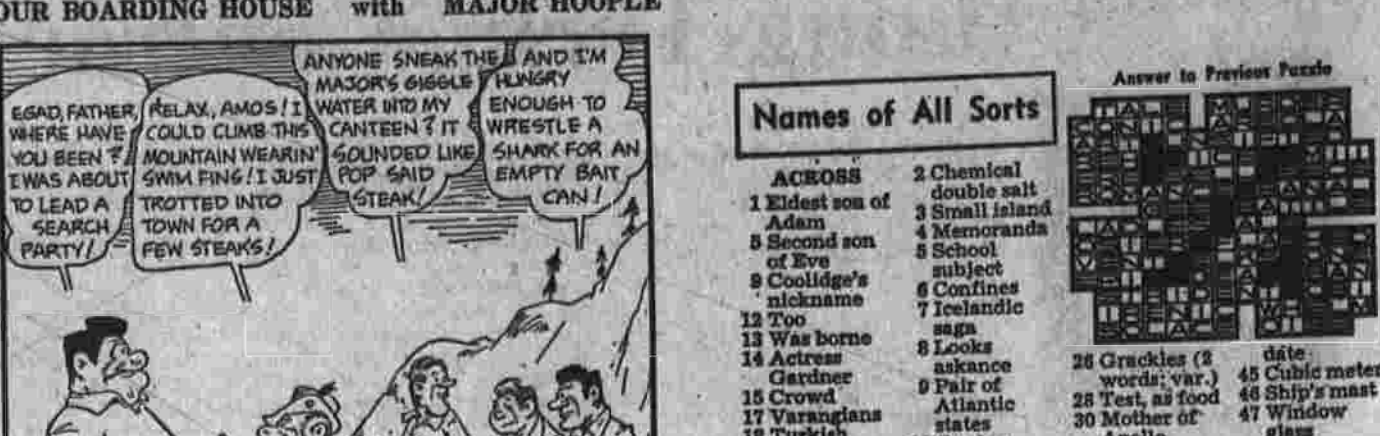 OUR BOARDING HOUSE with MAJOR HOOPLE
EGAD, FATHER,
WHERE HAVE
YOU BEEN?
I WAS ABOUT
TO LEAD A
SEARCH
PARTY!
RELAX, AMOS! I
COULD CLIMB THIS
MOUNTAIN WEARIN'
SWIM FINS! I JUST
TROTTED INTO
TOWN FOR A
FEW STEAKS!
ANYONE SNEAK THE
MAJOR'S GIGGLE
WATER INTO MY
CANTEEN? IT
SOUNDED LIKE
POP SAID
STEAK!
AND I'M
HUNGRY
ENOUGH TO
WRESTLE A
SHARK FOR AN
EMPTY BAIT
CAN!
Names of All Sorts
ACROSS
1 Eldest son of
Adam
5 Second son
of Eve
9 Coolidge's
nickname
12 Too
13 Was borne
14 Actress
Gardner
15 Crowd
17 Varangians
18 Turkish
2 Chemical
double salt
3 Small island
4 Memoranda
5 School
subject
6 Confines
7 Icelandic
saga
8 Looks
askance
9 Pair of
Atlantic
states
Answer to Previous Puzzle
26 Grackles (2
words; var.)
28 Test, as food
30 Mother of
Apollo
date
45 Cubic meter
46 Ship's mast
47 Window
glass